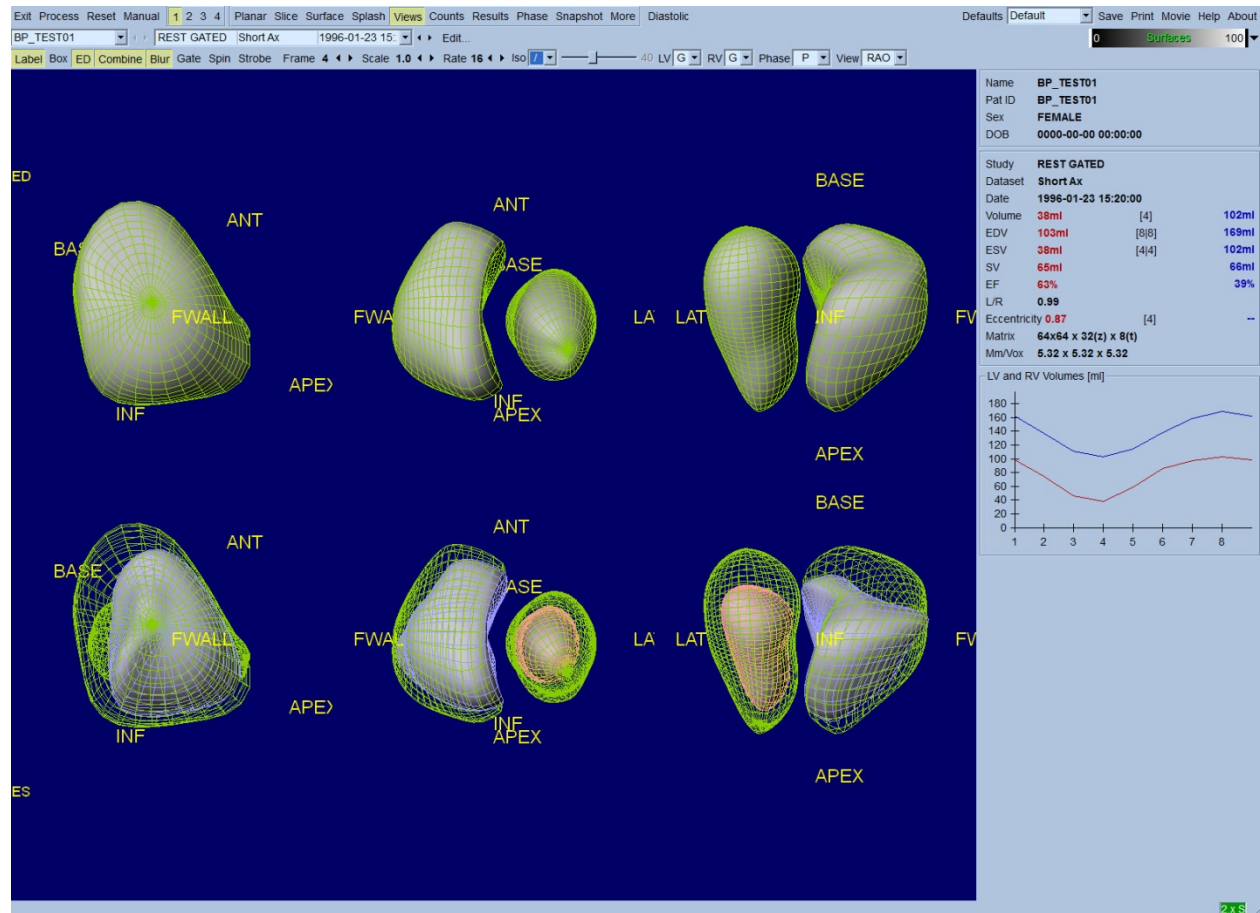 Exit Process Reset Manual 1 2 3 4 Planar Slice Surface Splash Views Counts Results Phase Snapshot More Diastolic Defaults Default Save Print Movie Help About
BP_TEST01 REST GATED Short Ax 1996-01-23 15: Edit... 0 Surfaces 100
Label Box ED Combine Blur Gate Spin Strobe Frame 4 Scale 1.0 Rate 16 Iso / 40 LV G RV G Phase P View RAO
Name BP_TEST01
Pat ID BP_TEST01
Sex FEMALE
DOB 0000-00-00 00:00:00
Study REST GATED
Dataset Short Ax
Date 1996-01-23 15:20:00
Volume 38ml [4] 102ml
EDV 103ml [8|8] 169ml
ESV 38ml [4|4] 102ml
SV 65ml 66ml
EF 63% 39%
L/R 0.99
Eccentricity 0.87 [4] --
Matrix 64x64 x 32(z) x 8(t)
Mm/Vox 5.32 x 5.32 x 5.32
LV and RV Volumes [ml]
180
160
140
120
100
80
60
40
20
0
1 2 3 4 5 6 7 8
ED
BASE
ANT
ANT
BAS
BASE
FWALL
FWA
LA
LAT
INF
FW
APEX
INF
INF
APEX
APEX
BASE
ANT
ANT
BASE
BASE
FWALL
FWAL
LA
LAT
INF
FW
APEX
INF
INF
APEX
APEX
ES
2 x S